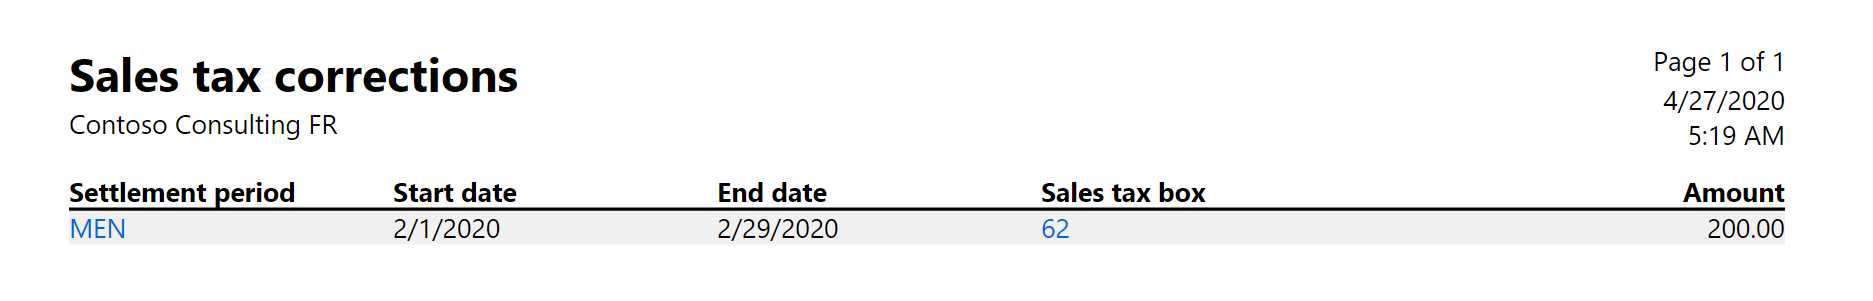 Sales tax corrections
Contoso Consulting FR
Page 1 of 1
4/27/2020
5:19 AM
Settlement period Start date End date Sales tax box Amount
MEN 2/1/2020 2/29/2020 62 200.00